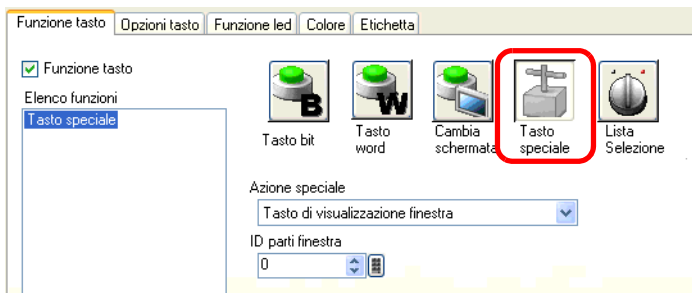 Funzione tasto Opzioni tasto Funzione led Colore Etichetta
Funzione tasto
Elenco funzioni
Tasto speciale
B
W
Tasto bit
Tasto
word
Cambia
schermata
Tasto
speciale
Lista
Selezione
Azione speciale
Tasto di visualizzazione finestra
ID parti finestra
0